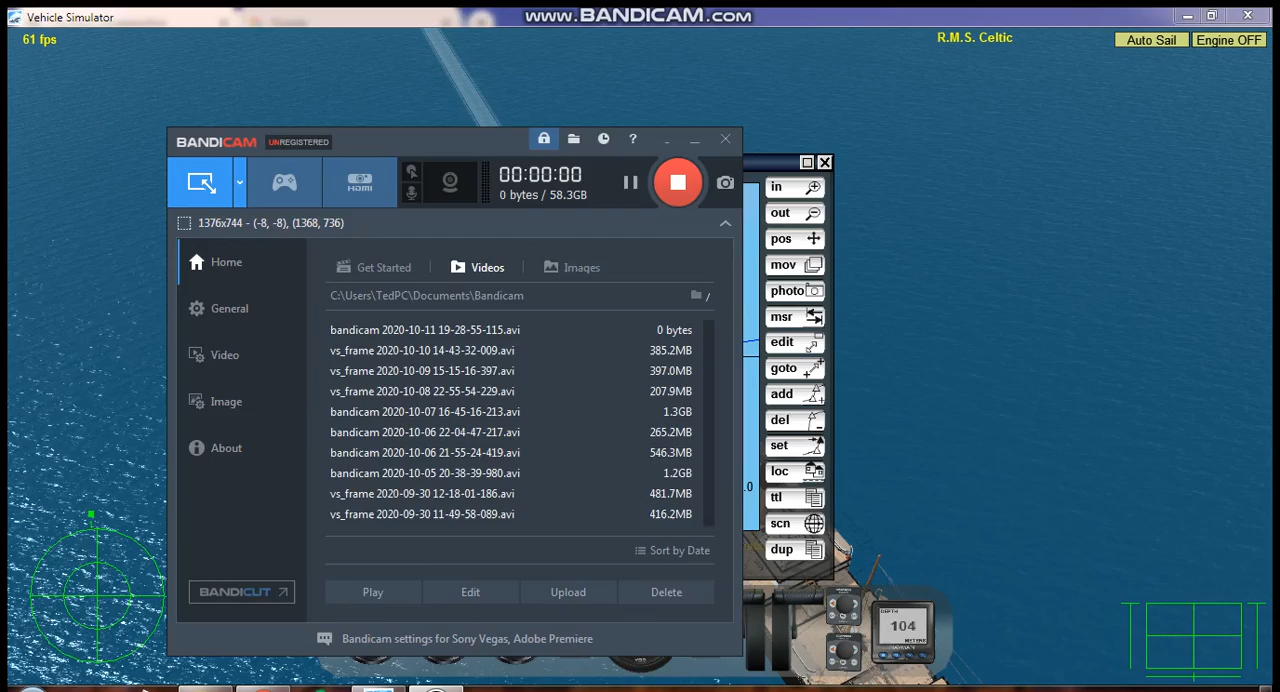 Vehicle Simulator
www.BANDICAM.com
61 fps
R.M.S. Celtic
Auto Sail
Engine OFF
BANDICAM
UNREGISTERED
?
HDMI
00:00:00
0 bytes / 58.3GB
1376x744 - (-8, -8), (1368, 736)
Home
General
Video
Image
About
BANDICUT
Get Started
Videos
Images
C:\Users\TedPC\Documents\Bandicam
/
bandicam 2020-10-11 19-28-55-115.avi 0 bytes
vs_frame 2020-10-10 14-43-32-009.avi 385.2MB
vs_frame 2020-10-09 15-15-16-397.avi 397.0MB
vs_frame 2020-10-08 22-55-54-229.avi 207.9MB
bandicam 2020-10-07 16-45-16-213.avi 1.3GB
bandicam 2020-10-06 22-04-47-217.avi 265.2MB
bandicam 2020-10-06 21-55-24-419.avi 546.3MB
bandicam 2020-10-05 20-38-39-980.avi 1.2GB
vs_frame 2020-09-30 12-18-01-186.avi 481.7MB
vs_frame 2020-09-30 11-49-58-089.avi 416.2MB
Sort by Date
Play
Edit
Upload
Delete
Bandicam settings for Sony Vegas, Adobe Premiere
in
out
pos
mov
photo
msr
edit
goto
add
del
set
loc
ttl
scn
dup
.0
DEPTH
104
METERS